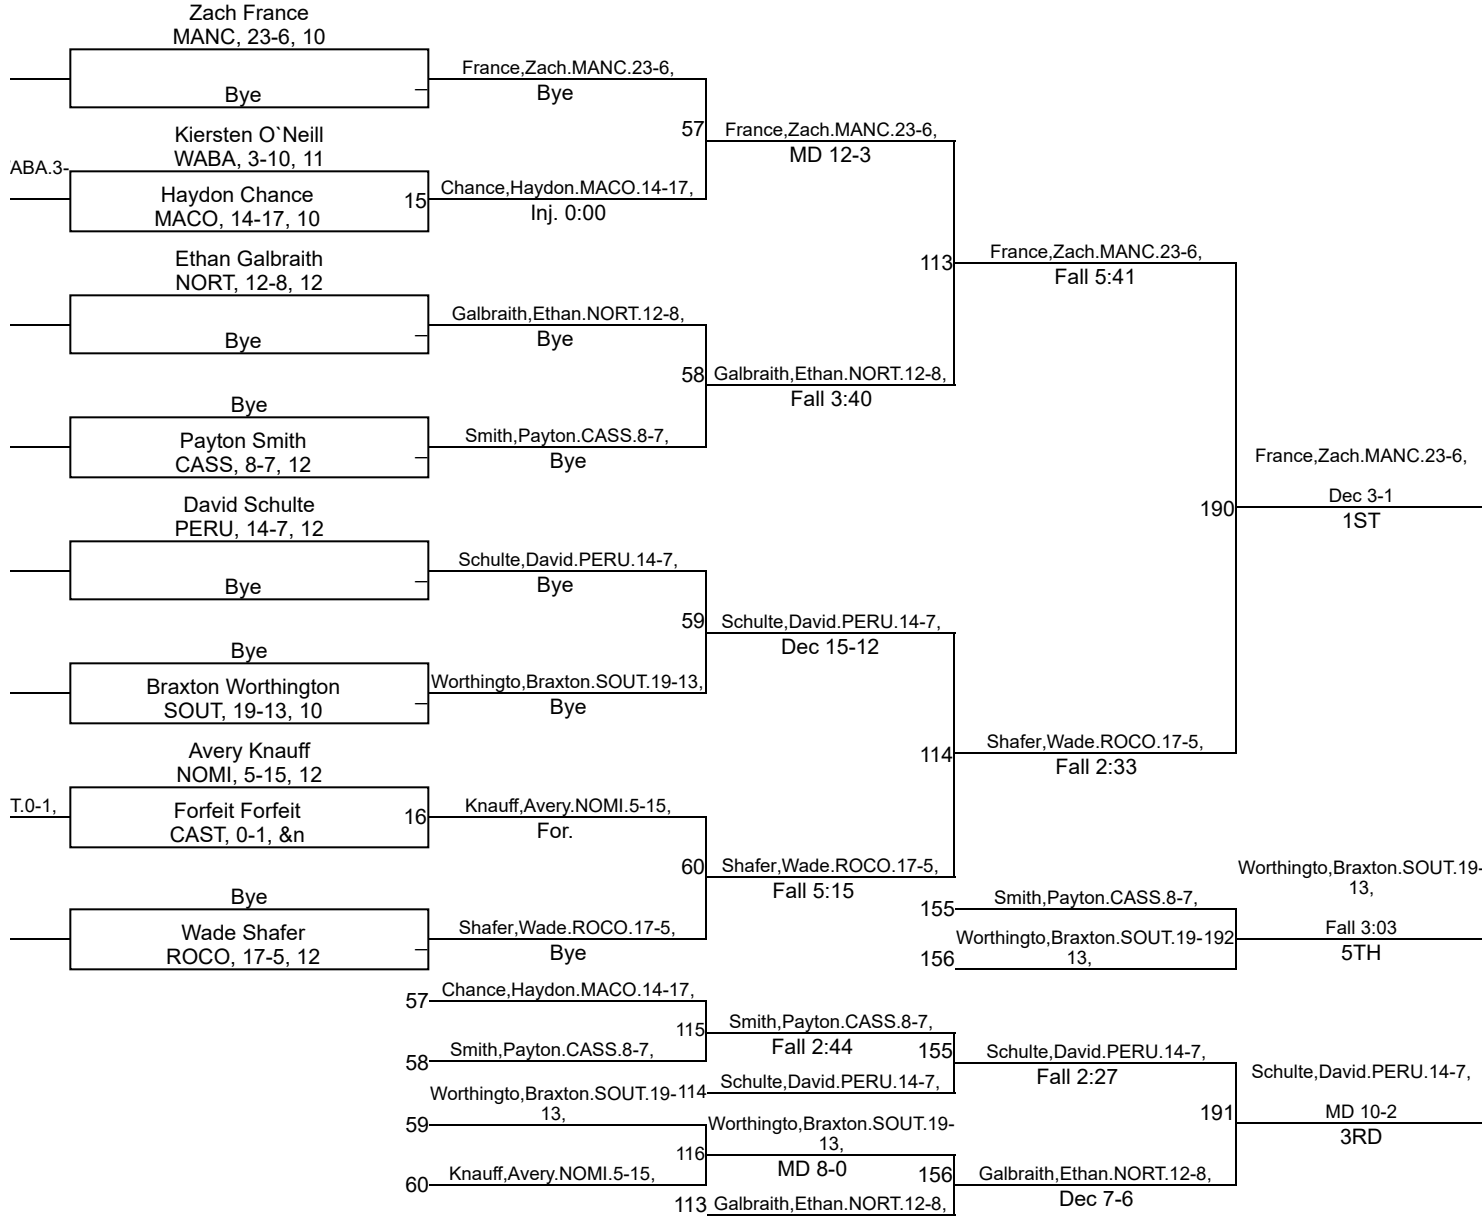 Zach France
MANC, 23-6, 10
Bye
France,Zach.MANC.23-6,
Bye
57
France,Zach.MANC.23-6,
MD 12-3
Kiersten O`Neill
WABA, 3-10, 11
ABA.3-
Haydon Chance
MACO, 14-17, 10
15
Chance,Haydon.MACO.14-17,
Inj. 0:00
113
France,Zach.MANC.23-6,
Fall 5:41
Ethan Galbraith
NORT, 12-8, 12
Bye
Galbraith,Ethan.NORT.12-8,
Bye
58
Galbraith,Ethan.NORT.12-8,
Fall 3:40
Bye
Payton Smith
CASS, 8-7, 12
Smith,Payton.CASS.8-7,
Bye
190
France,Zach.MANC.23-6,
Dec 3-1
1ST
David Schulte
PERU, 14-7, 12
Bye
Schulte,David.PERU.14-7,
Bye
59
Schulte,David.PERU.14-7,
Dec 15-12
Bye
Braxton Worthington
SOUT, 19-13, 10
Worthingto,Braxton.SOUT.19-13,
Bye
114
Shafer,Wade.ROCO.17-5,
Fall 2:33
Avery Knauff
NOMI, 5-15, 12
T.0-1,
Forfeit Forfeit
CAST, 0-1, &n
16
Knauff,Avery.NOMI.5-15,
For.
60
Shafer,Wade.ROCO.17-5,
Fall 5:15
Bye
Wade Shafer
ROCO, 17-5, 12
Shafer,Wade.ROCO.17-5,
Bye
155
Smith,Payton.CASS.8-7,
156
Worthingto,Braxton.SOUT.19-
13,
192
Worthingto,Braxton.SOUT.19-
13,
Fall 3:03
5TH
57
Chance,Haydon.MACO.14-17,
58
Smith,Payton.CASS.8-7,
115
Smith,Payton.CASS.8-7,
Fall 2:44
114
Schulte,David.PERU.14-7,
155
Schulte,David.PERU.14-7,
Fall 2:27
59
Worthingto,Braxton.SOUT.19-
13,
60
Knauff,Avery.NOMI.5-15,
116
Worthingto,Braxton.SOUT.19-
13,
MD 8-0
113
Galbraith,Ethan.NORT.12-8,
156
Galbraith,Ethan.NORT.12-8,
Dec 7-6
191
Schulte,David.PERU.14-7,
MD 10-2
3RD